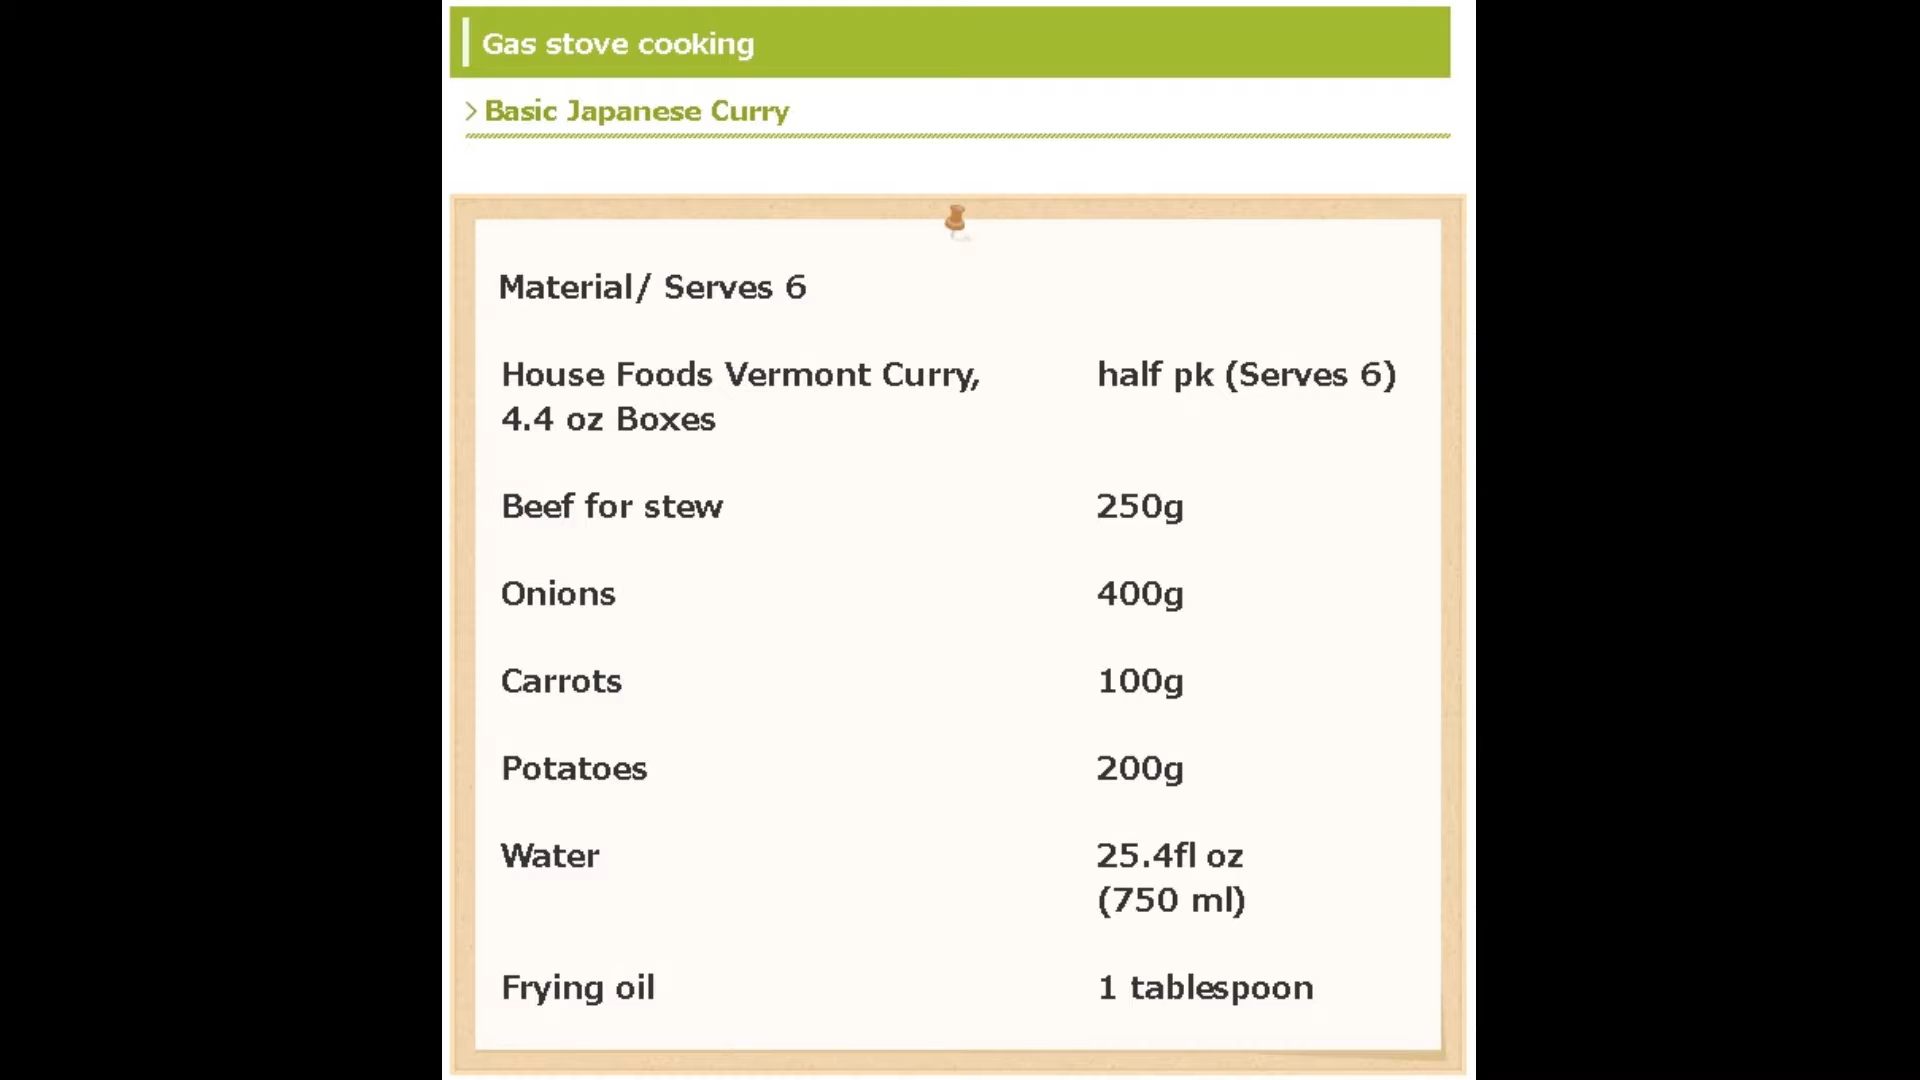 Gas stove cooking
Basic Japanese Curry
Material/ Serves 6
House Foods Vermont Curry, half pk (Serves 6)
4.4 oz Boxes
Beef for stew 250g
Onions 400g
Carrots 100g
Potatoes 200g
Water 25.4fl oz
(750 ml)
Frying oil 1 tablespoon